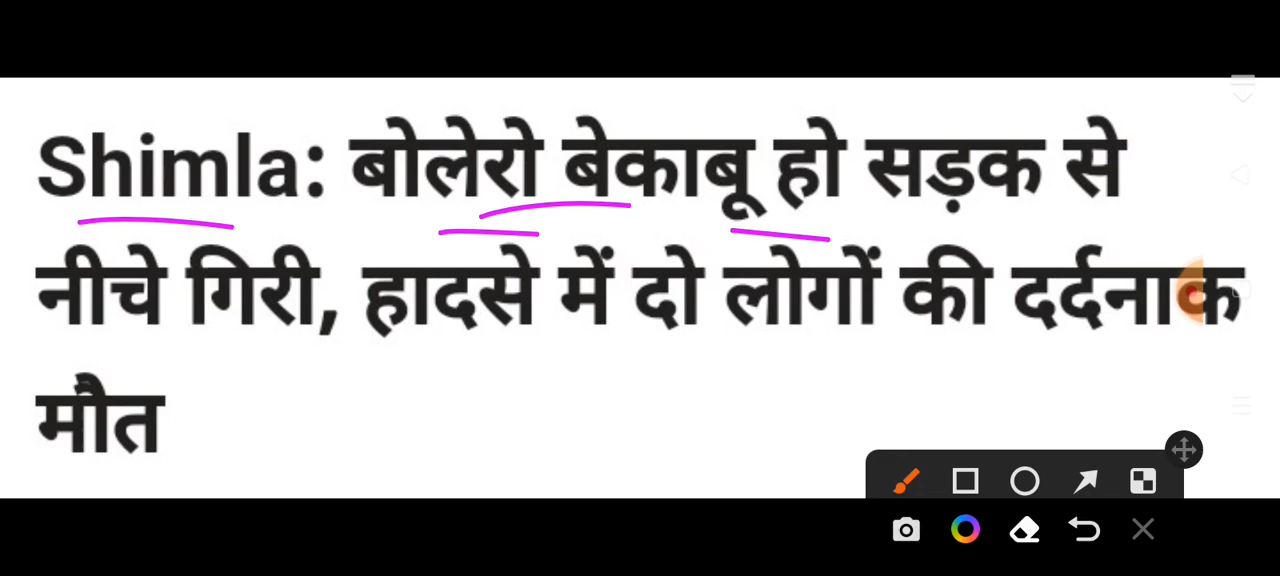 Shimla: बोलेरो बेकाबू हो सड़क से
नीचे गिरी, हादसे में दो लोगों की दर्दनाक
मौत